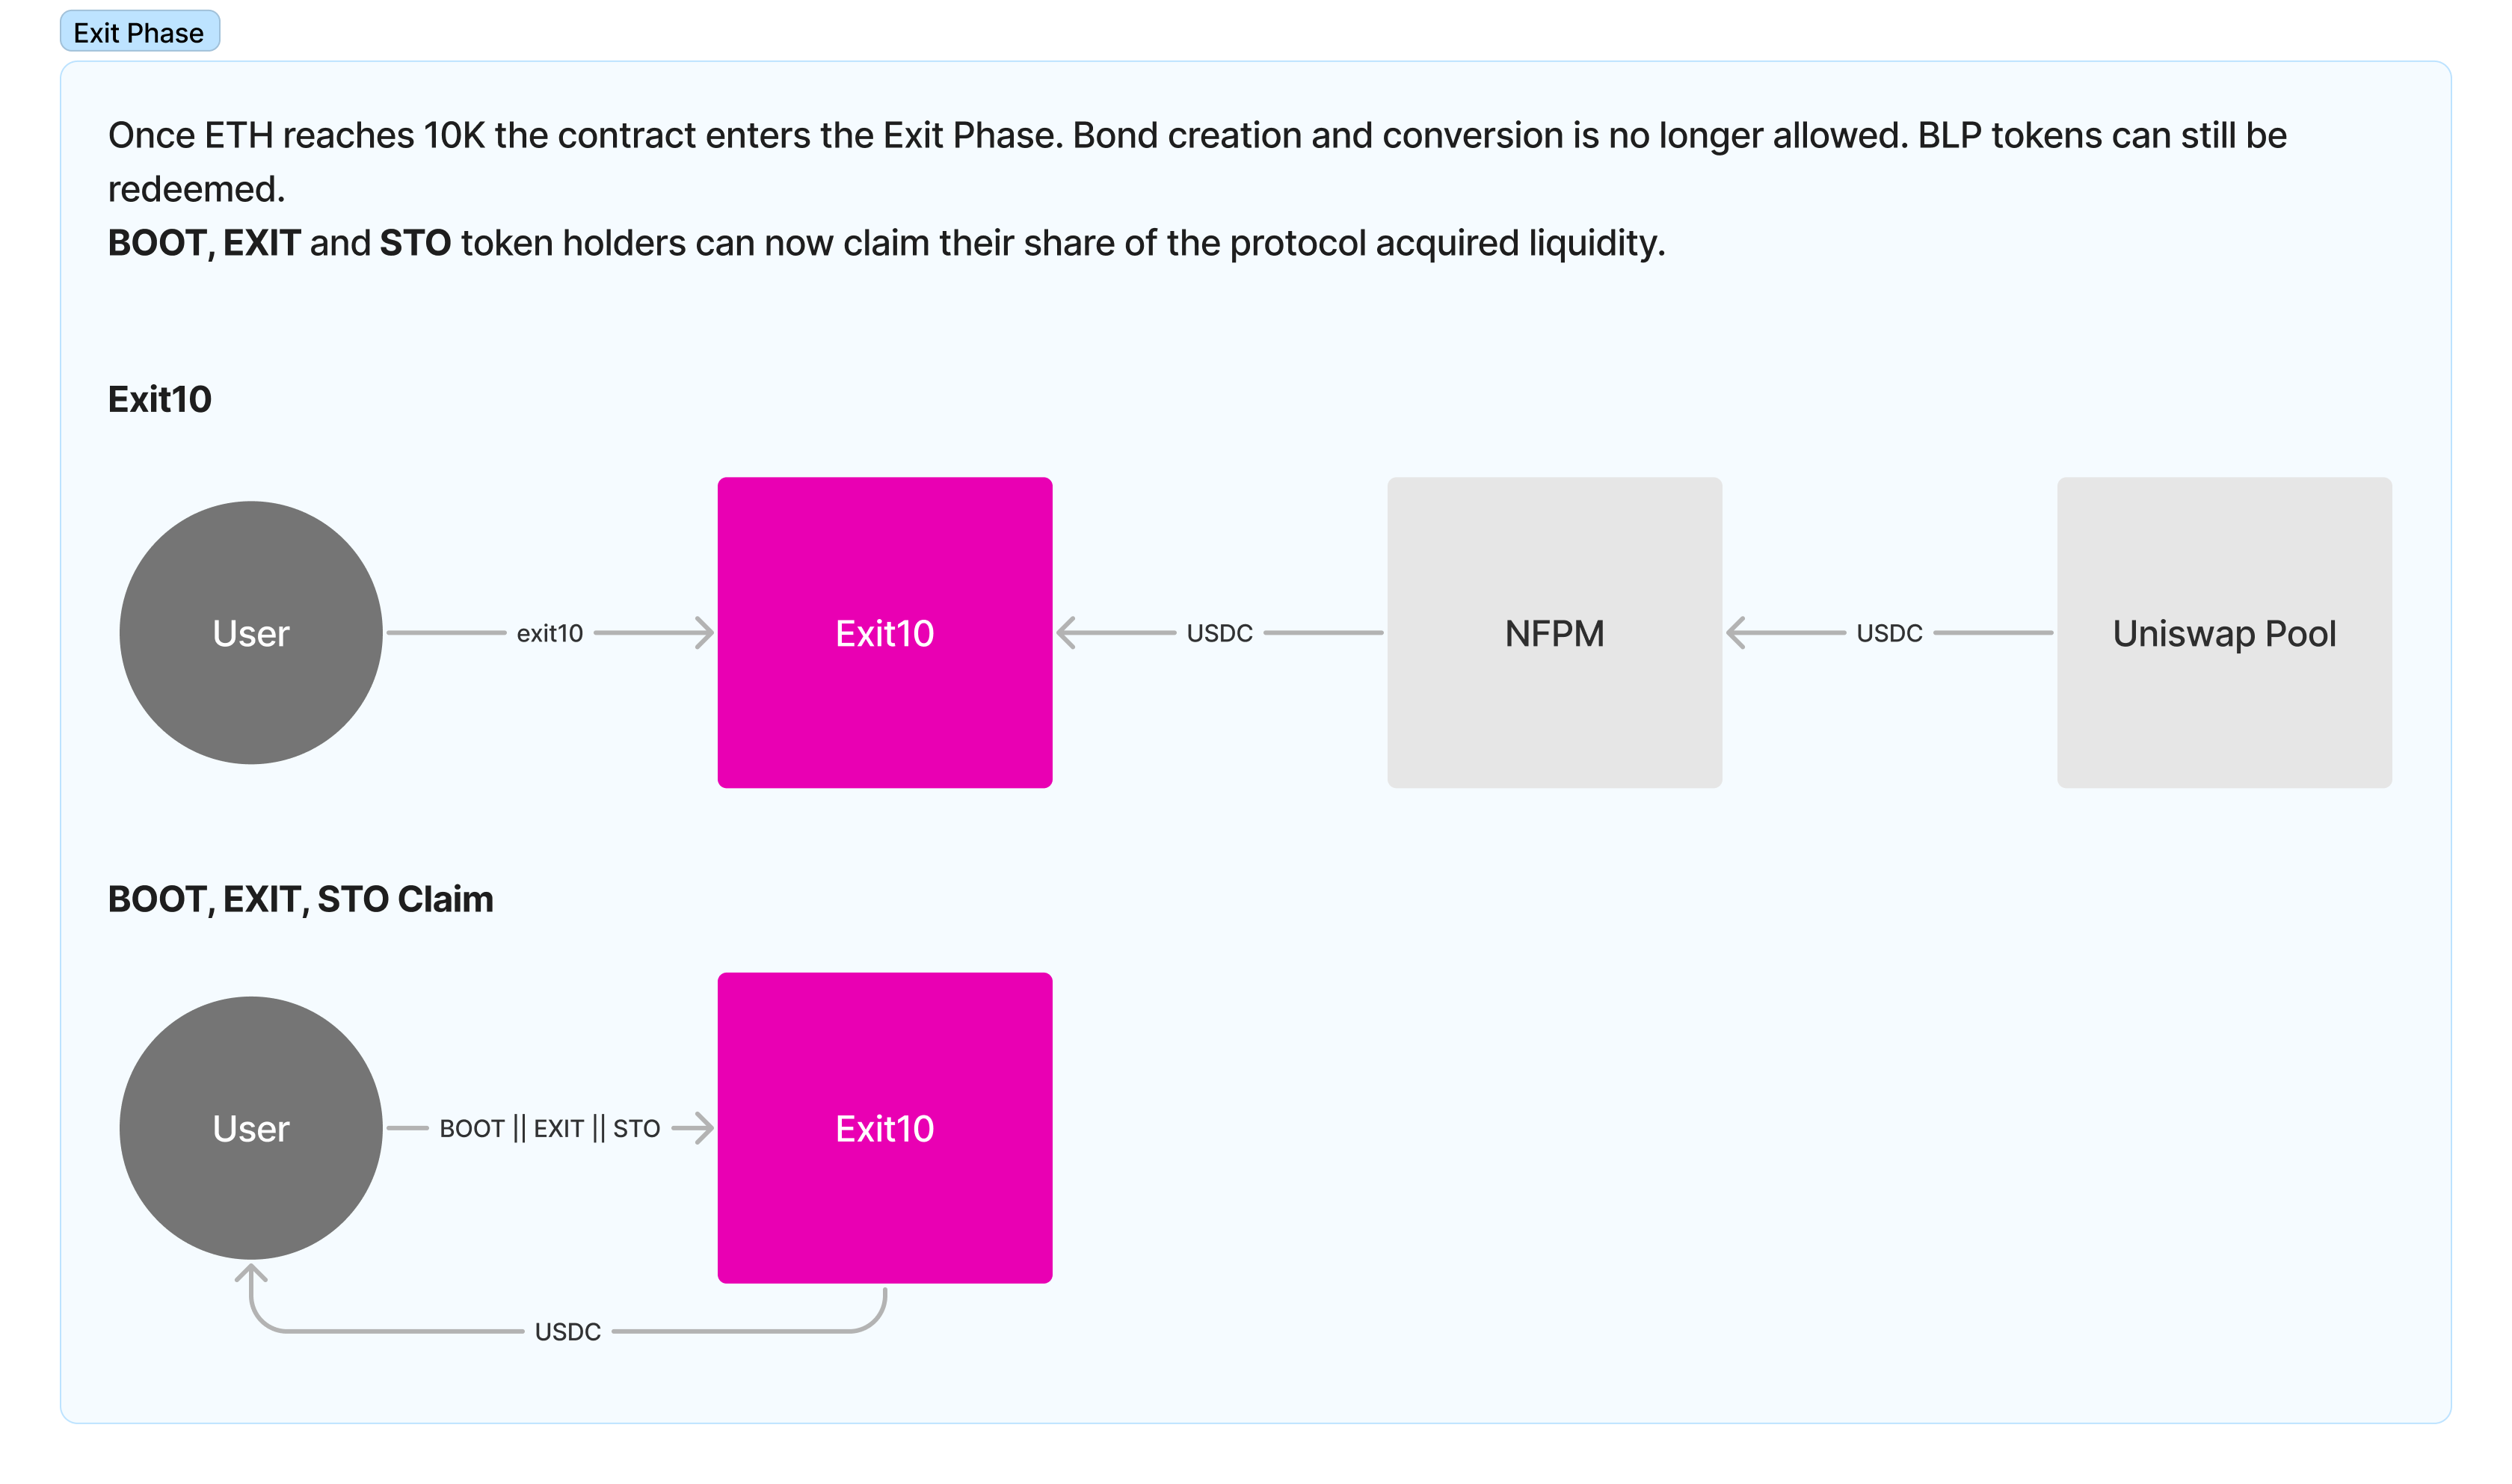 Exit Phase
Once ETH reaches 10K the contract enters the Exit Phase. Bond creation and conversion is no longer allowed. BLP tokens can still be
redeemed.
BOOT, EXIT and STO token holders can now claim their share of the protocol acquired liquidity.
Exit10
User
exit10
Exit10
USDC
NFPM
USDC
Uniswap Pool
BOOT, EXIT, STO Claim
User
BOOT || EXIT || STO
Exit10
USDC